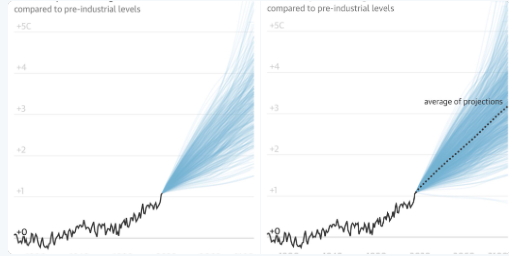 compared to pre-industrial levels
+5C
+4
+3
+2
+1
+0
compared to pre-industrial levels
+5C
+4
average of projections
+3
+2
+1
+0